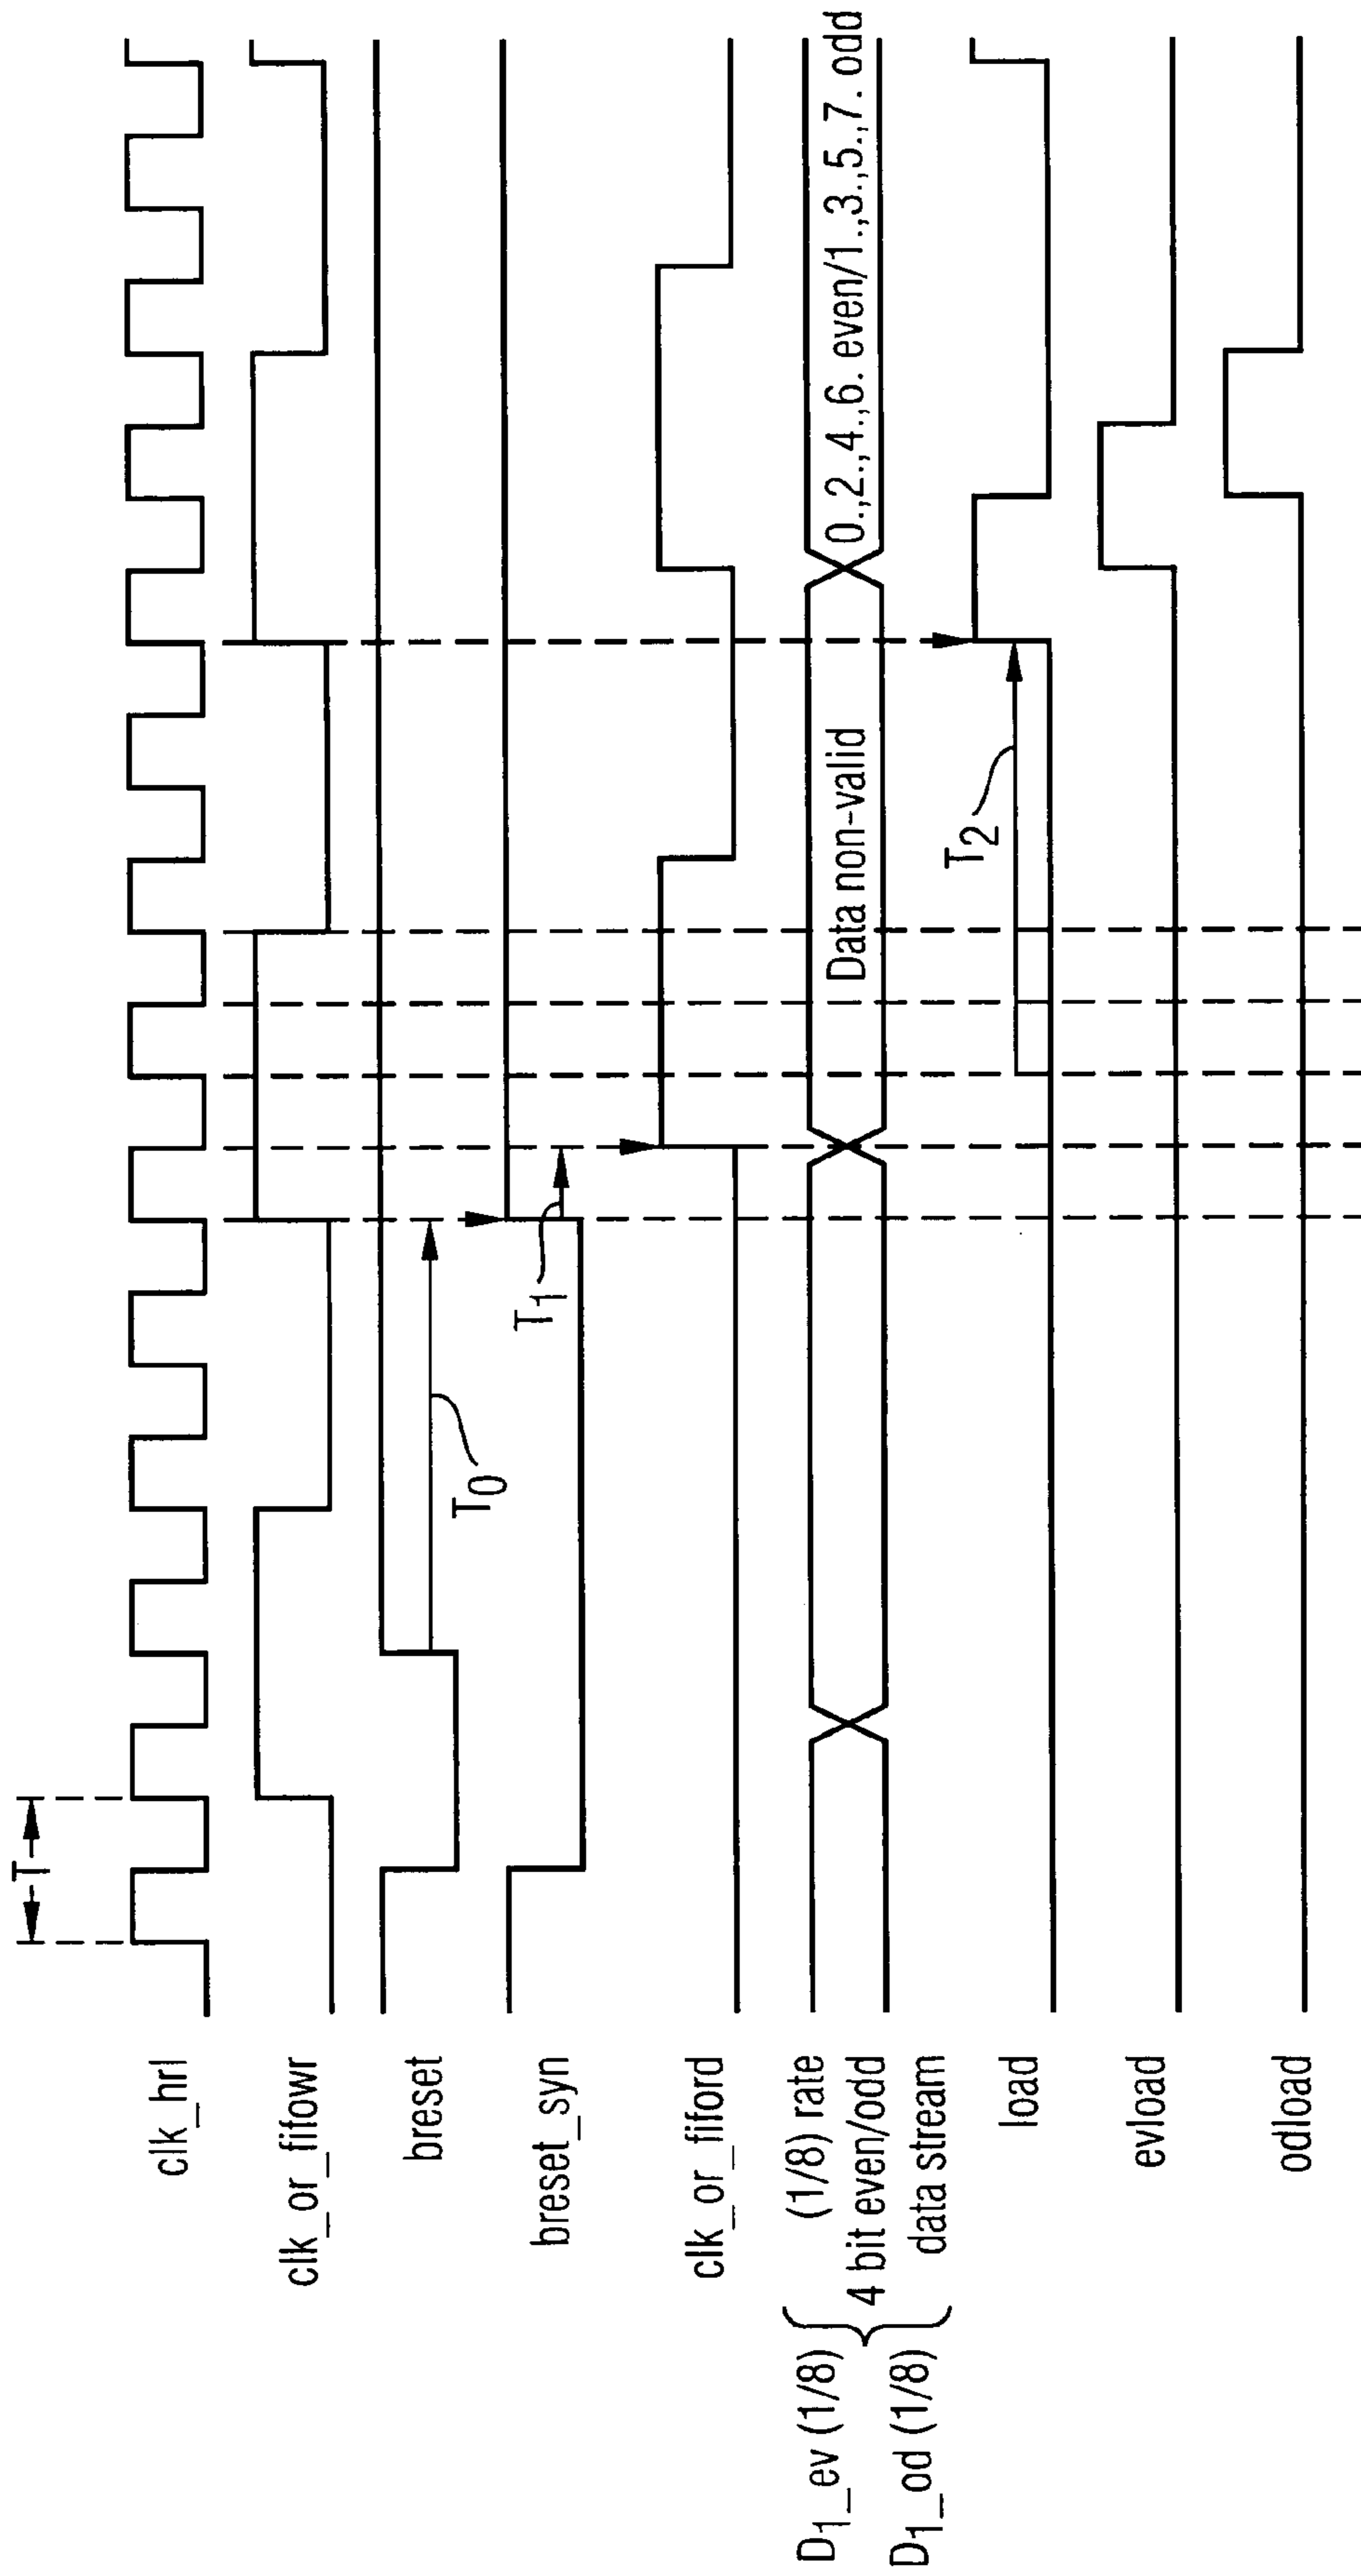 T
clk_hrl
clk_or_fifowr
breset
T0
breset_syn
T1
clk_or_fiford
D1_ev (1/8)
D1_od (1/8)
(1/8) rate
4 bit even/odd
data stream
Data non-valid
0.,2.,4.,6. even/1.,3.,5.,7. odd
load
T2
evload
odload